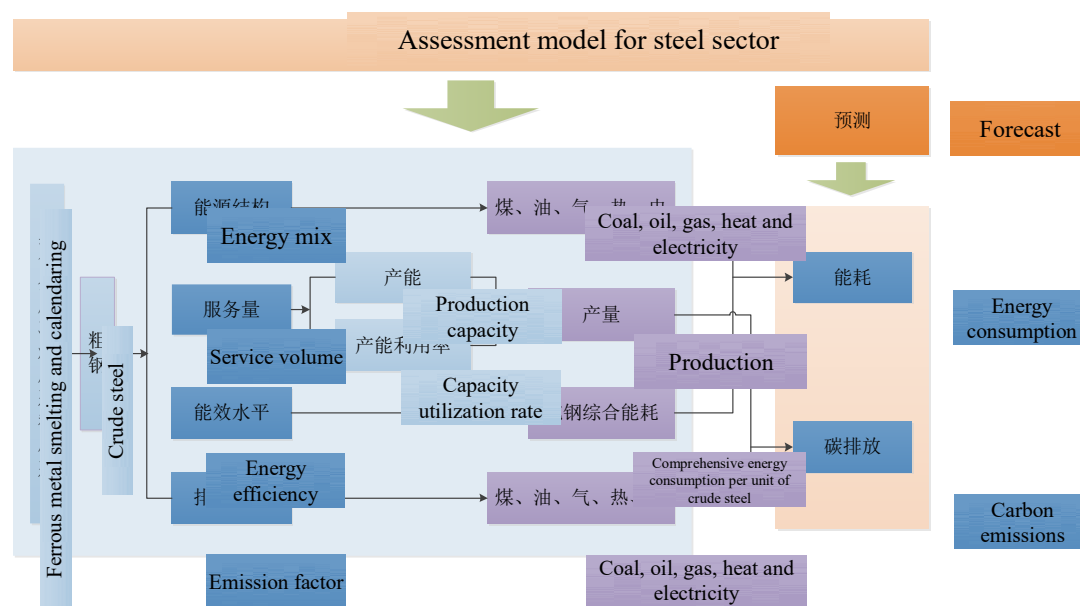 Assessment model for steel sector
预测
Forecast
能源结构
Energy mix
煤、油、气、热、电
Coal, oil, gas, heat and
electricity
能耗
Energy
consumption
服务量
Service volume
产能
Production
capacity
产能利用率
Capacity
utilization rate
产量
Production
Ferrous metal smelting and calendaring
粗
钢
Crude steel
能效水平
Energy
efficiency
钢综合能耗
Comprehensive energy
consumption per unit of
crude steel
碳排放
Carbon
emissions
排
Emission factor
煤、油、气、热、
Coal, oil, gas, heat and
electricity